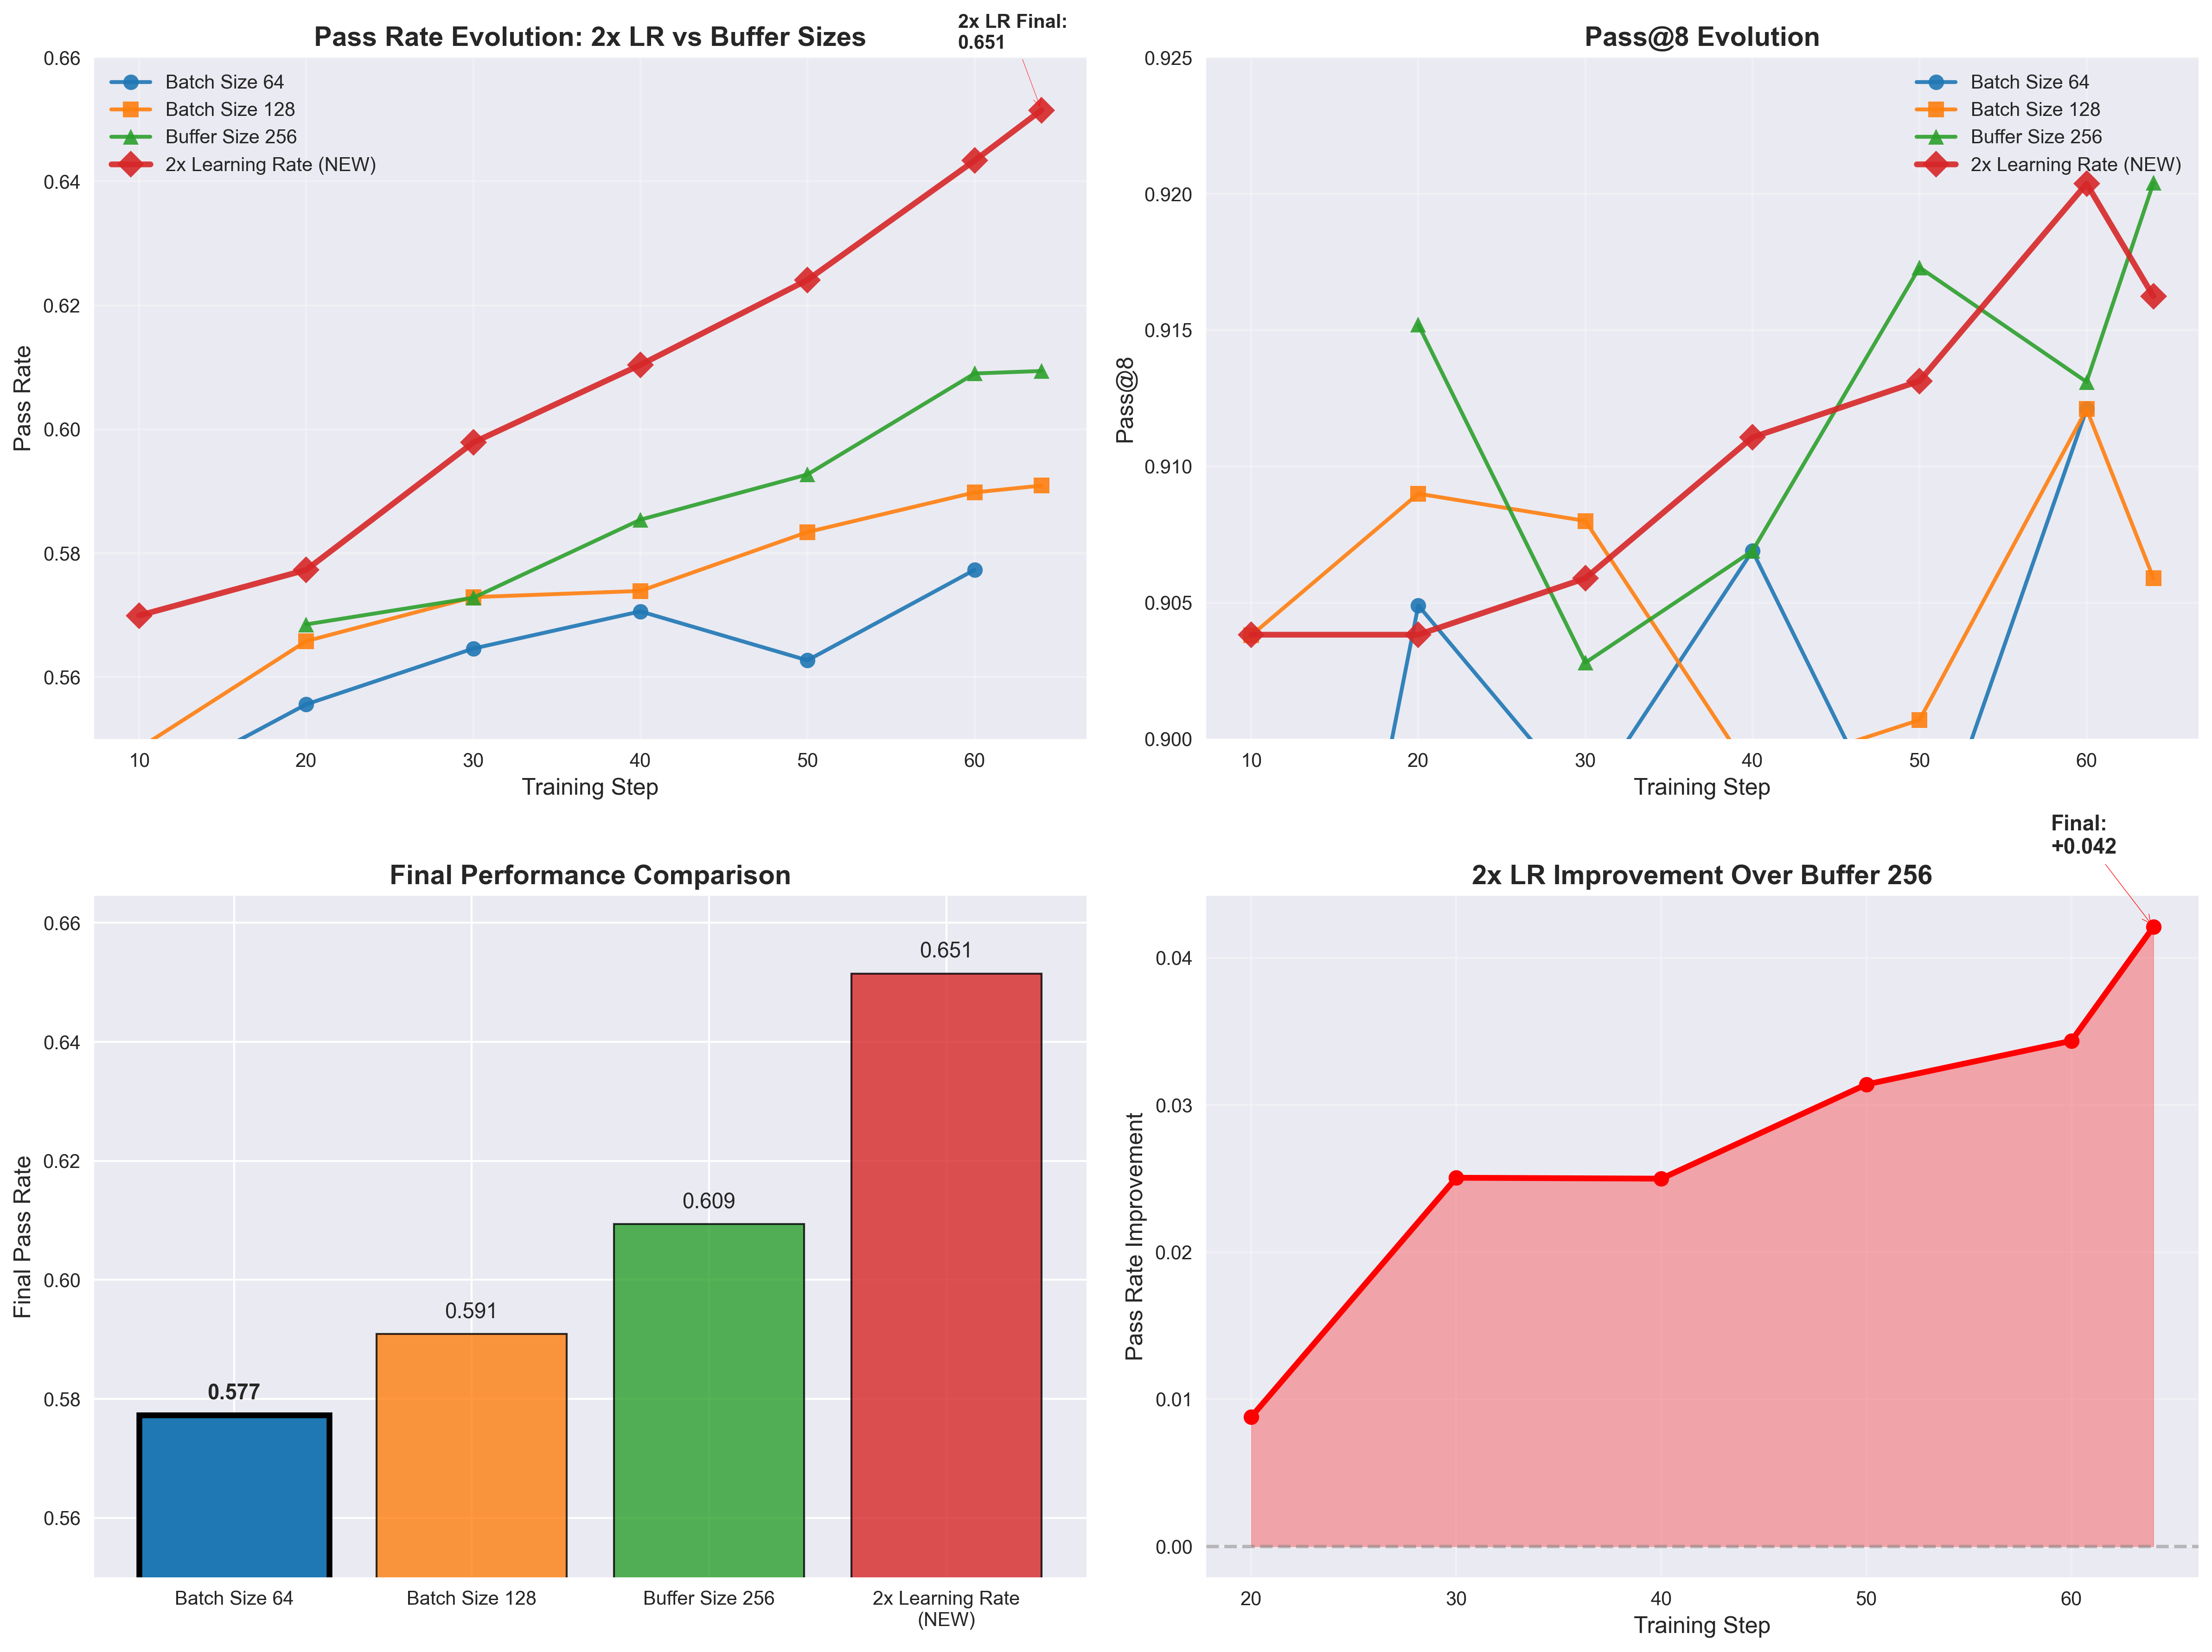 2x LR Final:
0.651
Pass Rate Evolution: 2x LR vs Buffer Sizes
Batch Size 64
Batch Size 128
Buffer Size 256
2x Learning Rate (NEW)
Pass Rate
0.66
0.64
0.62
0.60
0.58
0.56
10 20 30 40 50 60
Training Step
Pass@8 Evolution
Batch Size 64
Batch Size 128
Buffer Size 256
2x Learning Rate (NEW)
Pass@8
0.925
0.920
0.915
0.910
0.905
0.900
10 20 30 40 50 60
Training Step
Final Performance Comparison
Final Pass Rate
0.66
0.64
0.62
0.60
0.58
0.56
0.577
0.591
0.609
0.651
Batch Size 64
Batch Size 128
Buffer Size 256
2x Learning Rate
(NEW)
Final:
+0.042
2x LR Improvement Over Buffer 256
Pass Rate Improvement
0.04
0.03
0.02
0.01
0.00
20 30 40 50 60
Training Step